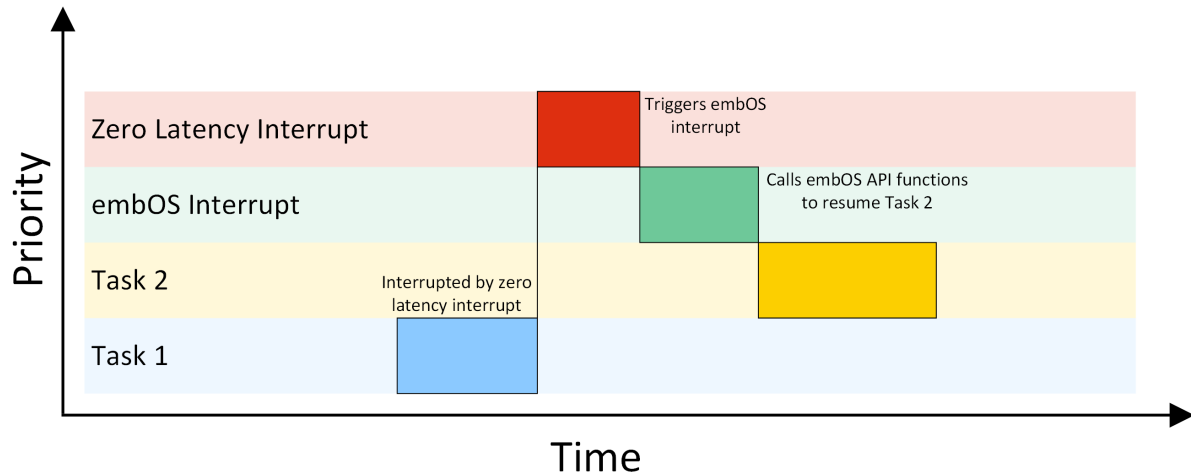 Priority
Zero Latency Interrupt
Triggers embOS
interrupt
embOS Interrupt
Calls embOS API functions
to resume Task 2
Task 2
Interrupted by zero
latency interrupt
Task 1
Time